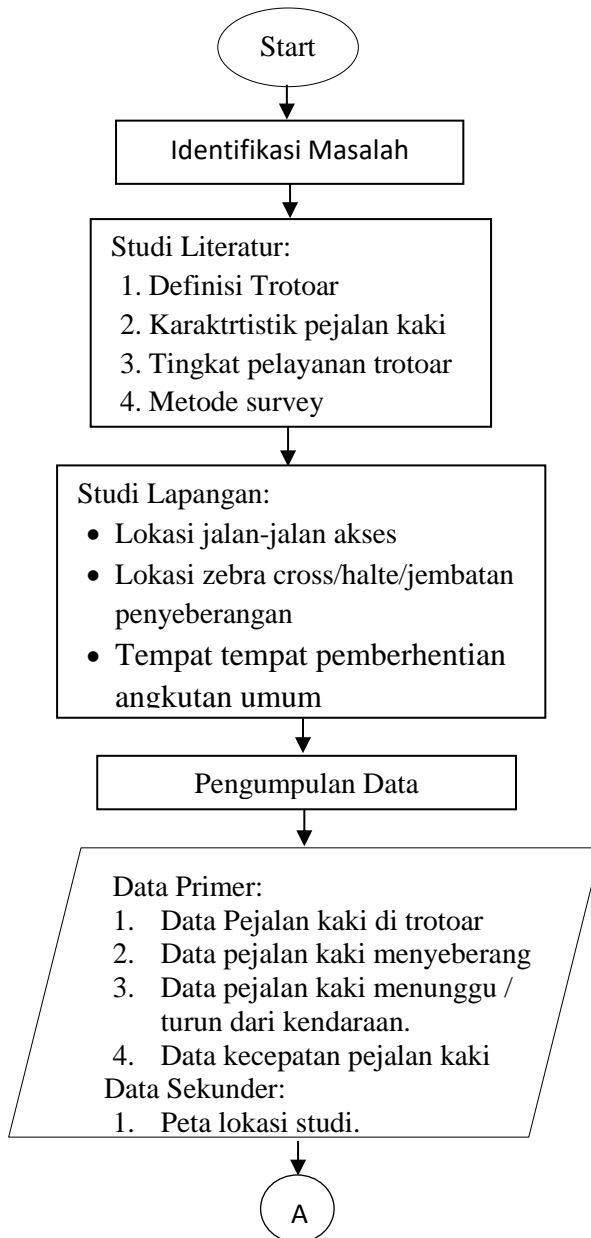 Start
Identifikasi Masalah
Studi Literatur:
1. Definisi Trotoar
2. Karaktrtistik pejalan kaki
3. Tingkat pelayanan trotoar
4. Metode survey
Studi Lapangan:
• Lokasi jalan-jalan akses
• Lokasi zebra cross/halte/jembatan
penyeberangan
• Tempat tempat pemberhentian
angkutan umum
Pengumpulan Data
Data Primer:
1. Data Pejalan kaki di trotoar
2. Data pejalan kaki menyeberang
3. Data pejalan kaki menunggu /
turun dari kendaraan.
4. Data kecepatan pejalan kaki
Data Sekunder:
1. Peta lokasi studi.
A